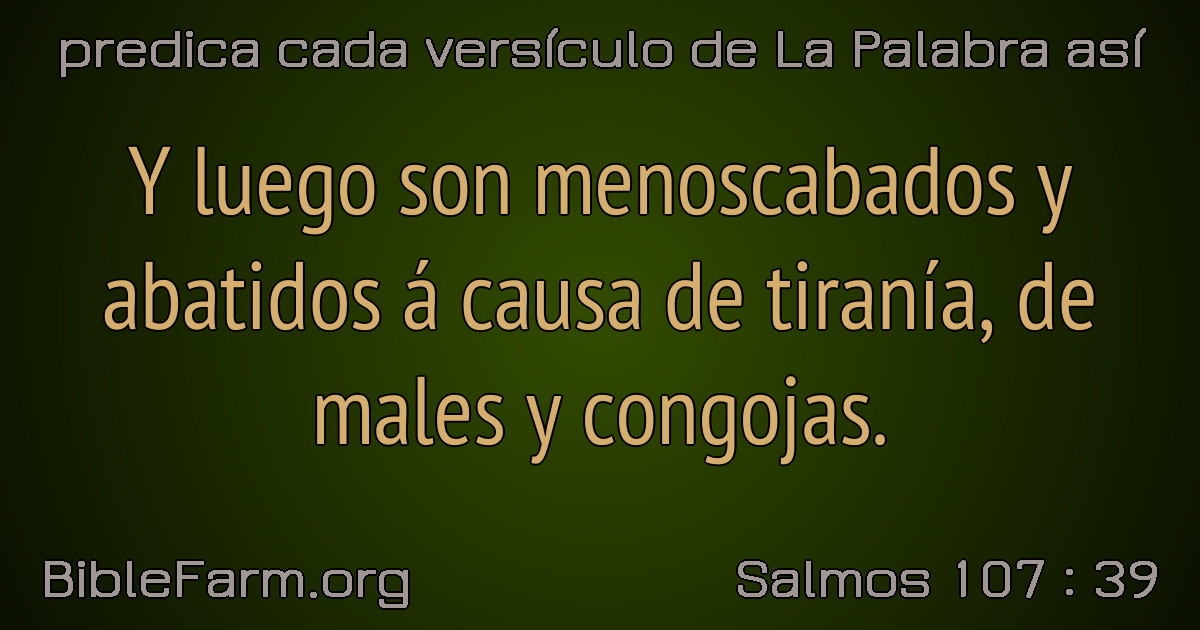 predica cada versículo de La Palabra así
Y luego son menoscabados y
abatidos á causa de tiranía, de
males y congojas.
BibleFarm.org
Salmos 107 : 39